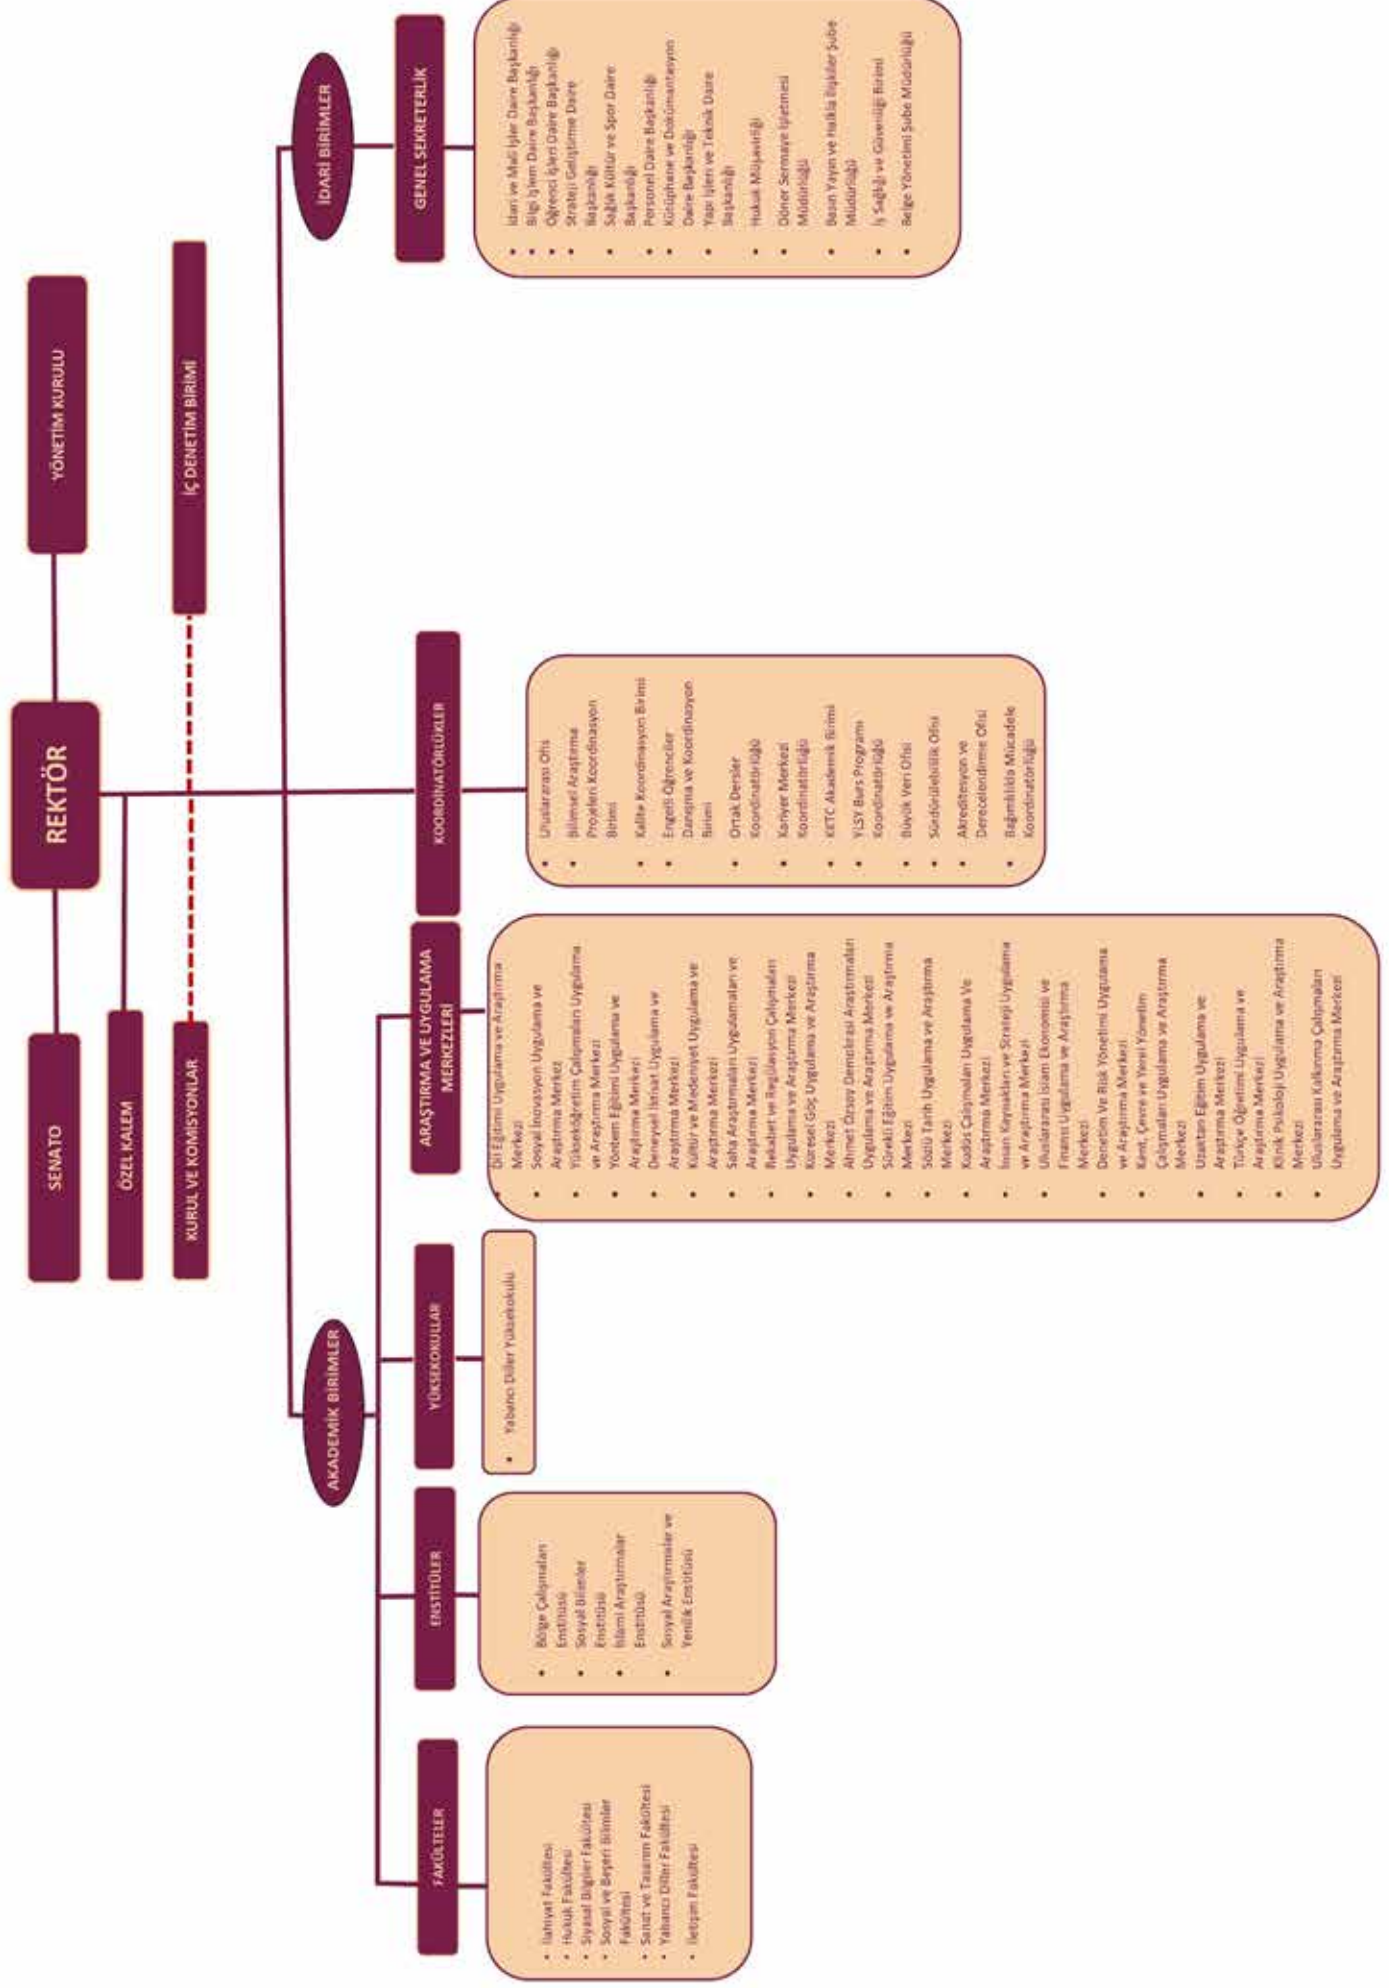 REKTÖR
SENATO
YÖNETİM KURULU
ÖZEL KALEM
KURUL VE KOMİSYONLAR
İÇ DENETİM BİRİMİ
AKADEMİK BİRİMLER
İDARİ BİRİMLER
FAKÜLTELER
• İlahiyat Fakültesi
• Hukuk Fakültesi
• Siyasal Bilgiler Fakültesi
• Sosyal ve Beşeri Bilimler
Fakültesi
• Sanat ve Tasarım Fakültesi
• Yabancı Diller Fakültesi
• İletişim Fakültesi
ENSTİTÜLER
• Bölge Çalışmaları
Enstitüsü
• Sosyal Bilimler
Enstitüsü
• İslami Araştırmalar
Enstitüsü
• Sosyal Araştırmalar ve
Yenilik Enstitüsü
YÜKSEKOKULLAR
• Yabancı Diller Yüksekokulu
ARAŞTIRMA VE UYGULAMA
MERKEZLERİ
• Dil Eğitimi Uygulama ve Araştırma
Merkezi
• Sosyal İnovasyon Uygulama ve
Araştırma Merkez
• Yükseköğretim Çalışmaları Uygulama
ve Araştırma Merkezi
• Yöntem Eğitimi Uygulama ve
Araştırma Merkezi
• Deneysel İktisat Uygulama ve
Araştırma Merkezi
• Kültür ve Medeniyet Uygulama ve
Araştırma Merkezi
• Saha Araştırmaları Uygulamaları ve
Araştırma Merkezi
• Rekabet ve Regülasyon Çalışmaları
Uygulama ve Araştırma Merkezi
• Küresel Göç Uygulama ve Araştırma
Merkezi
• Ahmet Özsoy Demokrasi Araştırmaları
Uygulama ve Araştırma Merkezi
• Sürekli Eğitim Uygulama ve Araştırma
Merkezi
• Sözlü Tarih Uygulama ve Araştırma
Merkezi
• Kudüs Çalışmaları Uygulama Ve
Araştırma Merkezi
• İnsan Kaynakları ve Strateji Uygulama
ve Araştırma Merkezi
• Uluslararası İslam Ekonomisi ve
Finansı Uygulama ve Araştırma
Merkezi
• Denetim Ve Risk Yönetimi Uygulama
ve Araştırma Merkezi
• Kent, Çevre ve Yerel Yönetim
Çalışmaları Uygulama ve Araştırma
Merkezi
• Uzaktan Eğitim Uygulama ve
Araştırma Merkezi
• Türkçe Öğretimi Uygulama ve
Araştırma Merkezi
• Klinik Psikoloji Uygulama ve Araştırma
Merkezi
• Uluslararası Kalkınma Çalışmaları
Uygulama ve Araştırma Merkezi
KOORDİNATÖRLÜKLER
• Uluslararası Ofis
• Bilimsel Araştırma
Projeleri Koordinasyon
Birimi
• Kalite Koordinasyon Birimi
• Engelli Öğrenciler
Danışma ve Koordinasyon
Birimi
• Ortak Dersler
Koordinatörlüğü
• Kariyer Merkezi
Koordinatörlüğü
• KKTC Akademik Birimi
• YLSY Burs Programı
Koordinatörlüğü
• Büyük Veri Ofisi
• Sürdürülebilirlik Ofisi
• Akreditasyon ve
Derecelendirme Ofisi
• Bağımlılıkla Mücadele
Koordinatörlüğü
GENEL SEKRETERLİK
• İdari ve Mali İşler Daire Başkanlığı
• Bilgi İşlem Daire Başkanlığı
• Öğrenci İşleri Daire Başkanlığı
• Strateji Geliştirme Daire
Başkanlığı
• Sağlık Kültür ve Spor Daire
Başkanlığı
• Personel Daire Başkanlığı
• Kütüphane ve Dokümantasyon
Daire Başkanlığı
• Yapı İşleri ve Teknik Daire
Başkanlığı
• Hukuk Müşavirliği
• Döner Sermaye İşletmesi
Müdürlüğü
• Basın Yayın ve Halkla İlişkiler Şube
Müdürlüğü
• İş Sağlığı ve Güvenliği Birimi
• Belge Yönetimi Şube Müdürlüğü